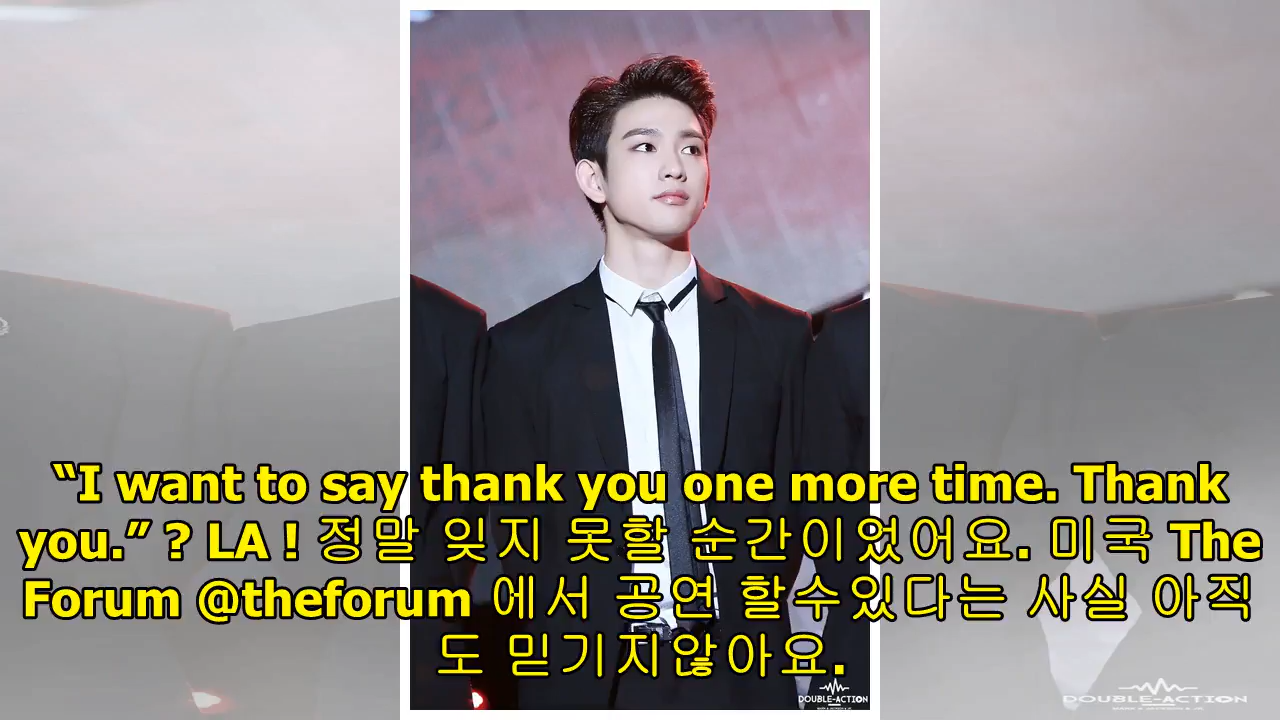 “I want to say thank you one more time. Thank
you.” ? LA ! 정말 잊지 못할 순간이었어요. 미국 The
Forum @theforum 에서 공연 할수있다는 사실 아직
도 믿기지않아요.
DOUBLE-ACTION
DOUBLE-ACTION